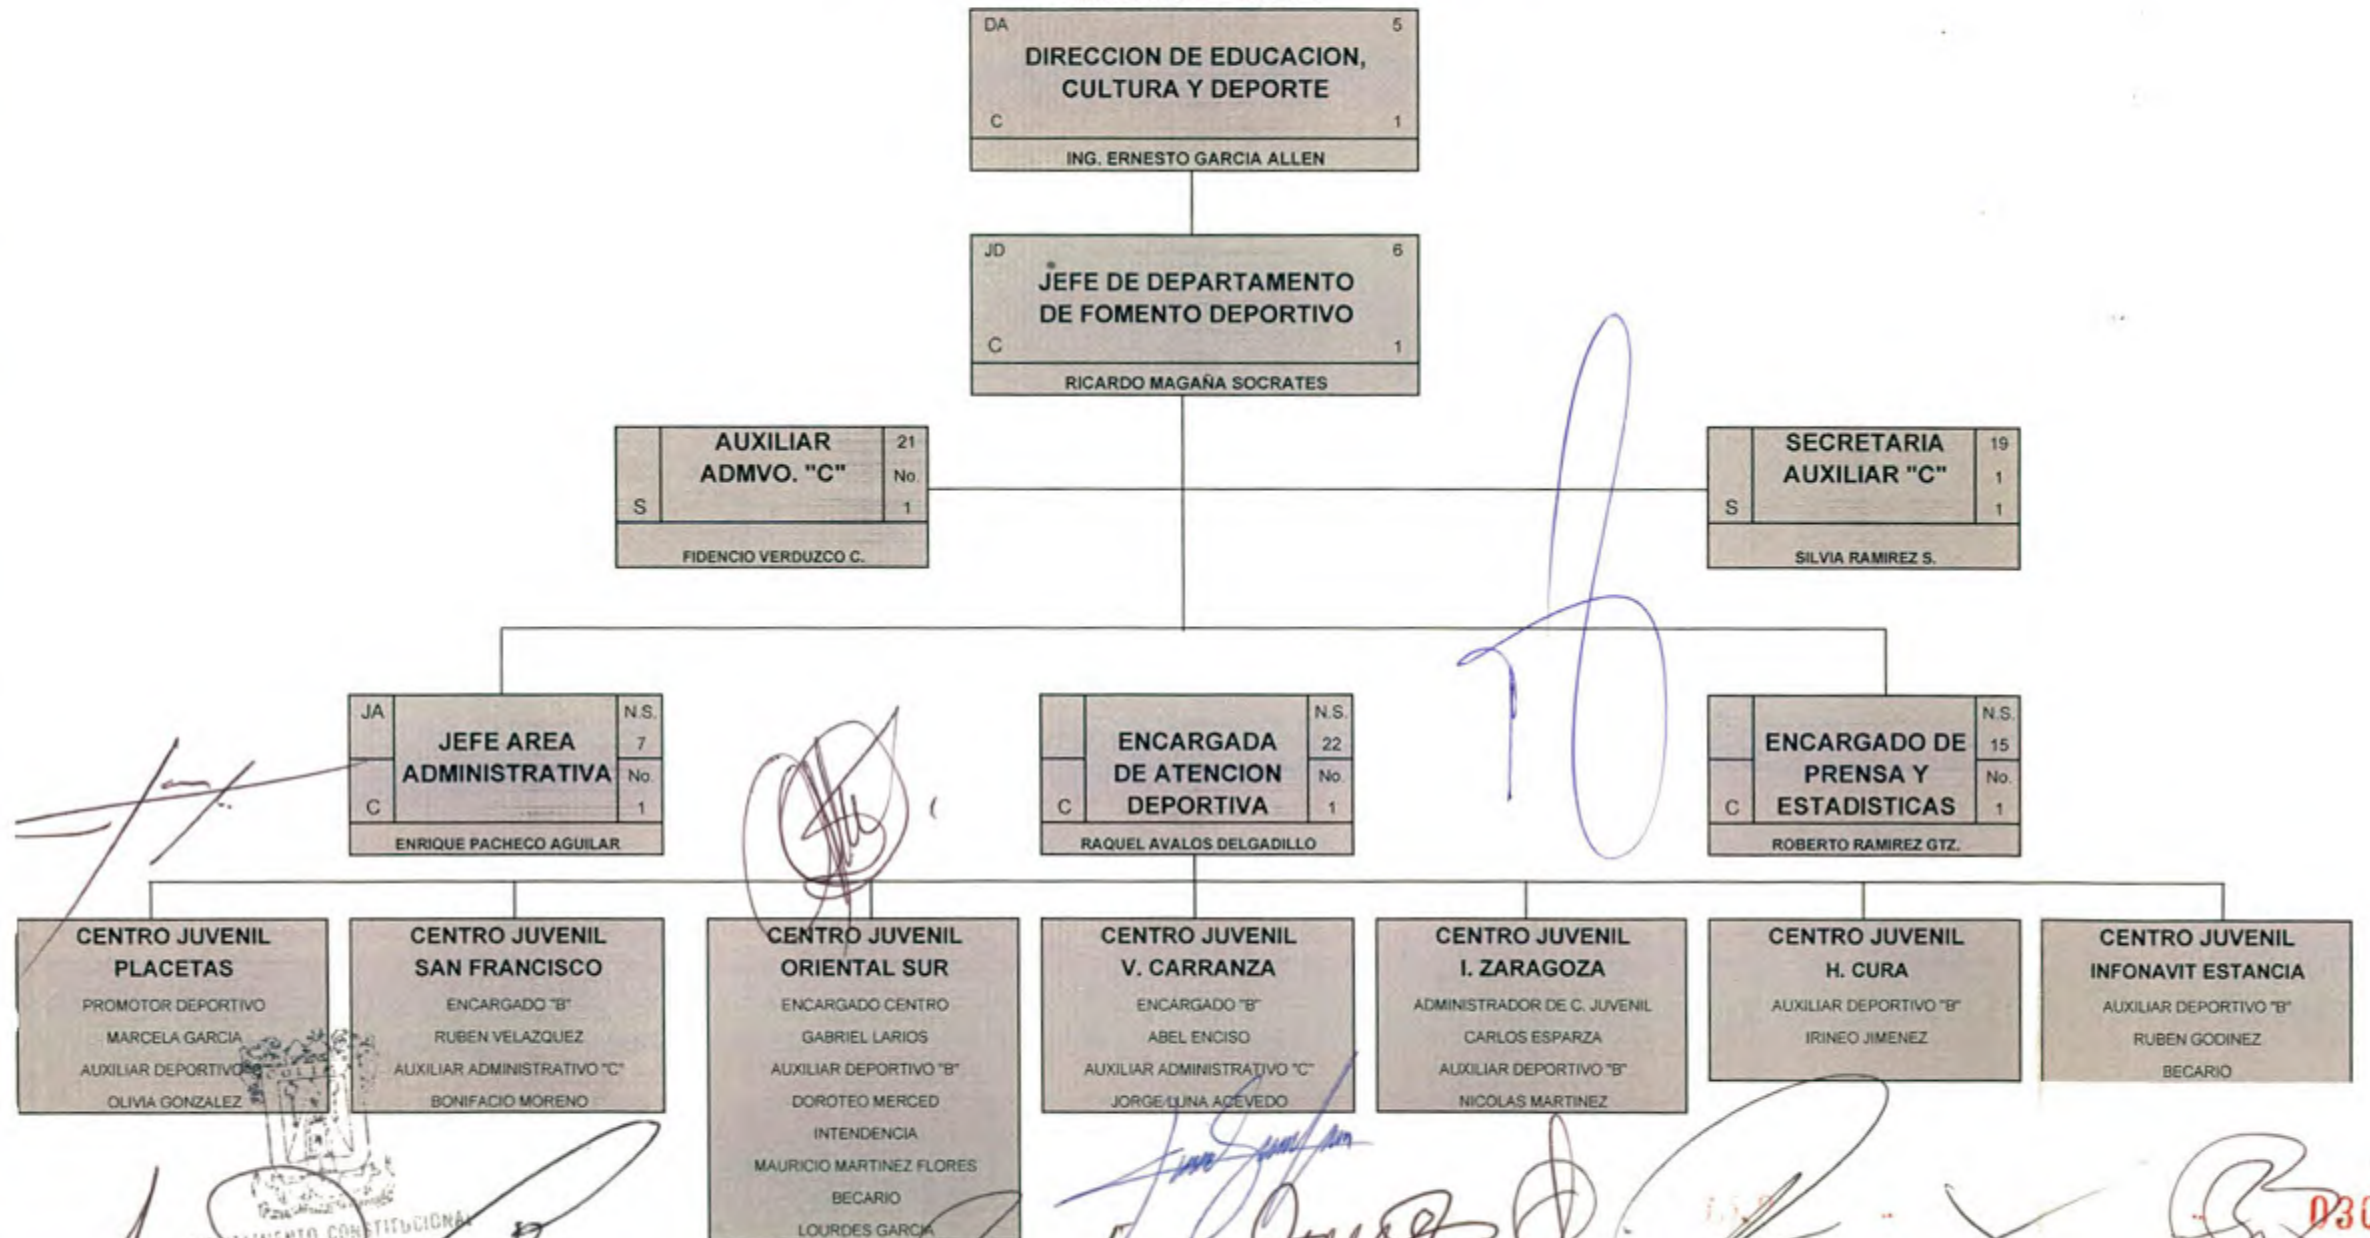 DA 5
DIRECCION DE EDUCACION,
CULTURA Y DEPORTE
C 1
ING. ERNESTO GARCIA ALLEN
JD 6
JEFE DE DEPARTAMENTO
DE FOMENTO DEPORTIVO
C 1
RICARDO MAGAÑA SOCRATES
AUXILIAR 21
ADMVO. "C" No.
S 1
FIDENCIO VERDUZCO C.
SECRETARIA 19
AUXILIAR "C" 1
S 1
SILVIA RAMIREZ S.
JA N.S.
JEFE AREA 7
ADMINISTRATIVA No.
C 1
ENRIQUE PACHECO AGUILAR
N.S.
ENCARGADA 22
DE ATENCION No.
C DEPORTIVA 1
RAQUEL AVALOS DELGADILLO
N.S.
ENCARGADO DE 15
PRENSA Y No.
C ESTADISTICAS 1
ROBERTO RAMIREZ GTZ.
CENTRO JUVENIL
PLACETAS
PROMOTOR DEPORTIVO
MARCELA GARCIA
AUXILIAR DEPORTIVO
OLIVIA GONZALEZ
CENTRO JUVENIL
SAN FRANCISCO
ENCARGADO "B"
RUBEN VELAZQUEZ
AUXILIAR ADMINISTRATIVO "C"
BONIFACIO MORENO
CENTRO JUVENIL
ORIENTAL SUR
ENCARGADO CENTRO
GABRIEL LARIOS
AUXILIAR DEPORTIVO "B"
DOROTEO MERCED
INTENDENCIA
MAURICIO MARTINEZ FLORES
BECARIO
LOURDES GARCIA
CENTRO JUVENIL
V. CARRANZA
ENCARGADO "B"
ABEL ENCISO
AUXILIAR ADMINISTRATIVO "C"
JORGE LUNA ACEVEDO
CENTRO JUVENIL
I. ZARAGOZA
ADMINISTRADOR DE C. JUVENIL
CARLOS ESPARZA
AUXILIAR DEPORTIVO "B"
NICOLAS MARTINEZ
CENTRO JUVENIL
H. CURA
AUXILIAR DEPORTIVO "B"
IRINEO JIMENEZ
CENTRO JUVENIL
INFONAVIT ESTANCIA
AUXILIAR DEPORTIVO "B"
RUBEN GODINEZ
BECARIO
CONSTITUCIONAL
030